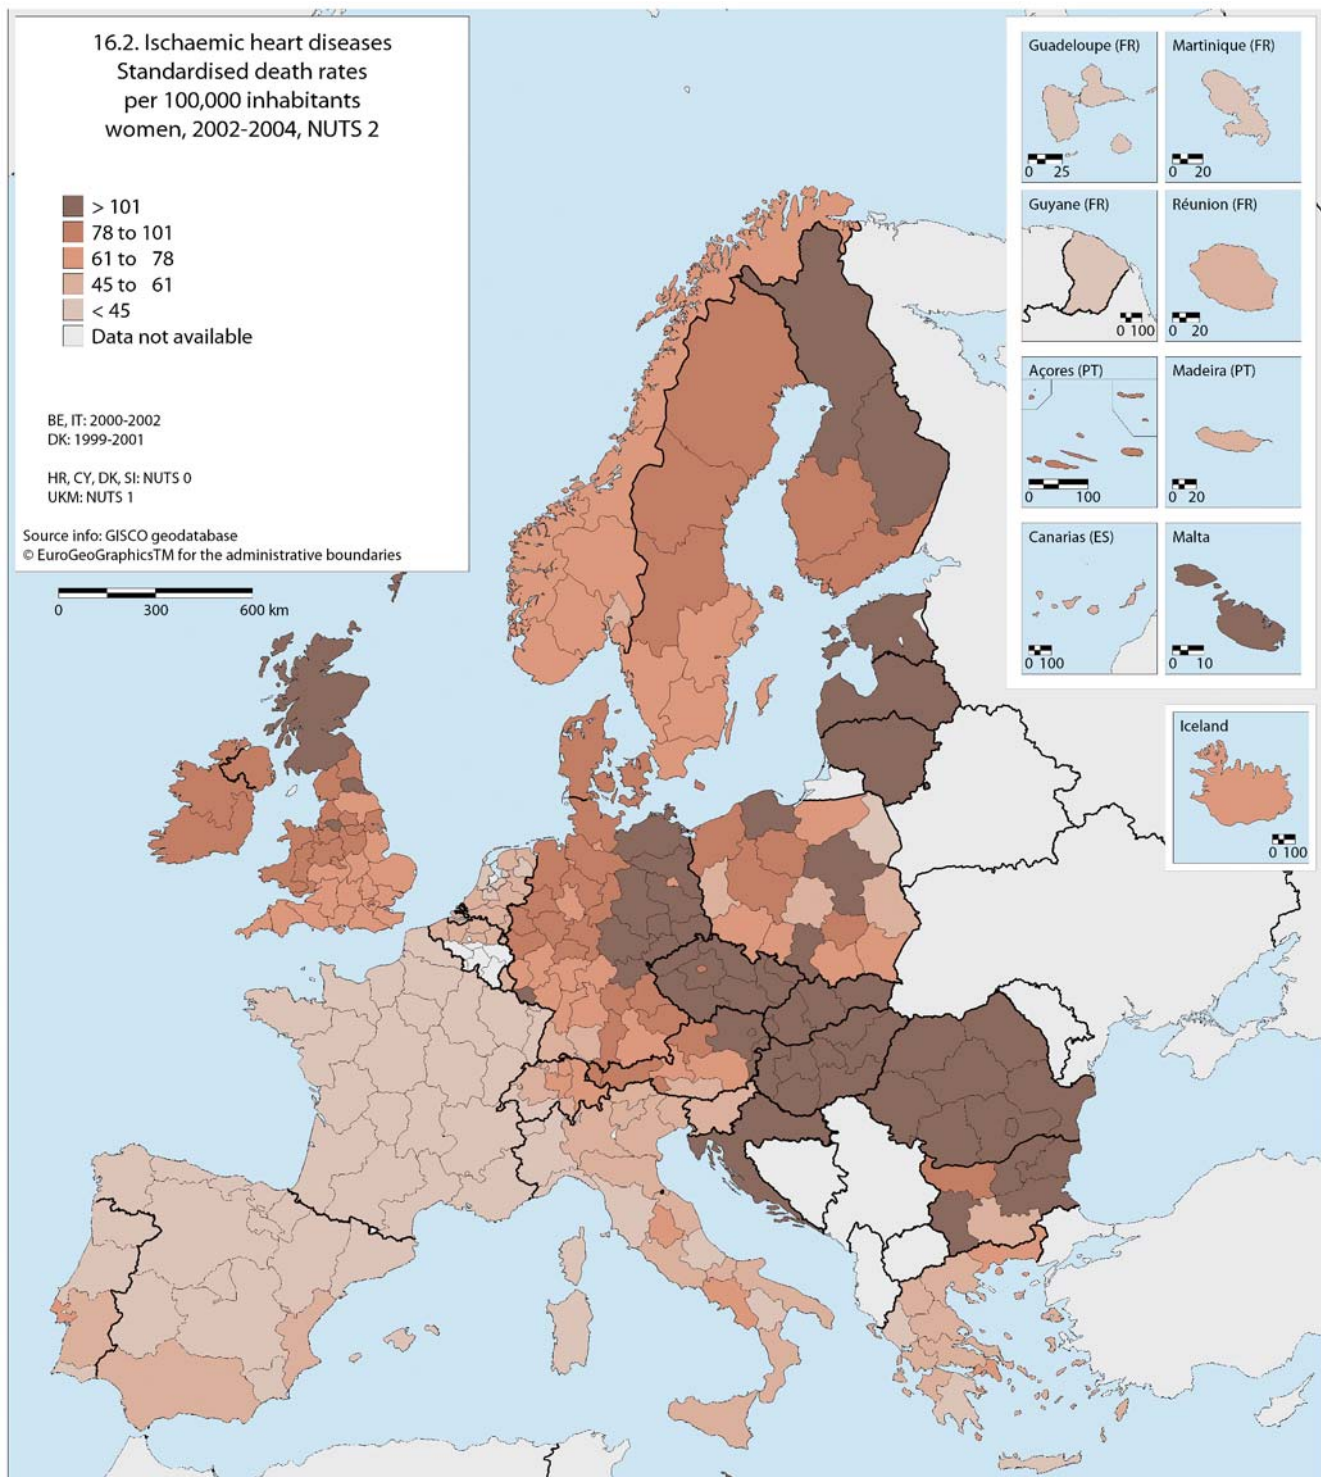 16.2. Ischaemic heart diseases
Standardised death rates
per 100,000 inhabitants
women, 2002-2004, NUTS 2
> 101
78 to 101
61 to 78
45 to 61
< 45
Data not available
BE, IT: 2000-2002
DK: 1999-2001
HR, CY, DK, SI: NUTS 0
UKM: NUTS 1
Source info: GISCO geodatabase
© EuroGeoGraphicsTM for the administrative boundaries
0 300 600 km
Guadeloupe (FR)
0 25
Martinique (FR)
0 20
Guyane (FR)
0 100
Réunion (FR)
0 20
Açores (PT)
0 100
Madeira (PT)
0 20
Canarias (ES)
0 100
Malta
0 10
Iceland
0 100